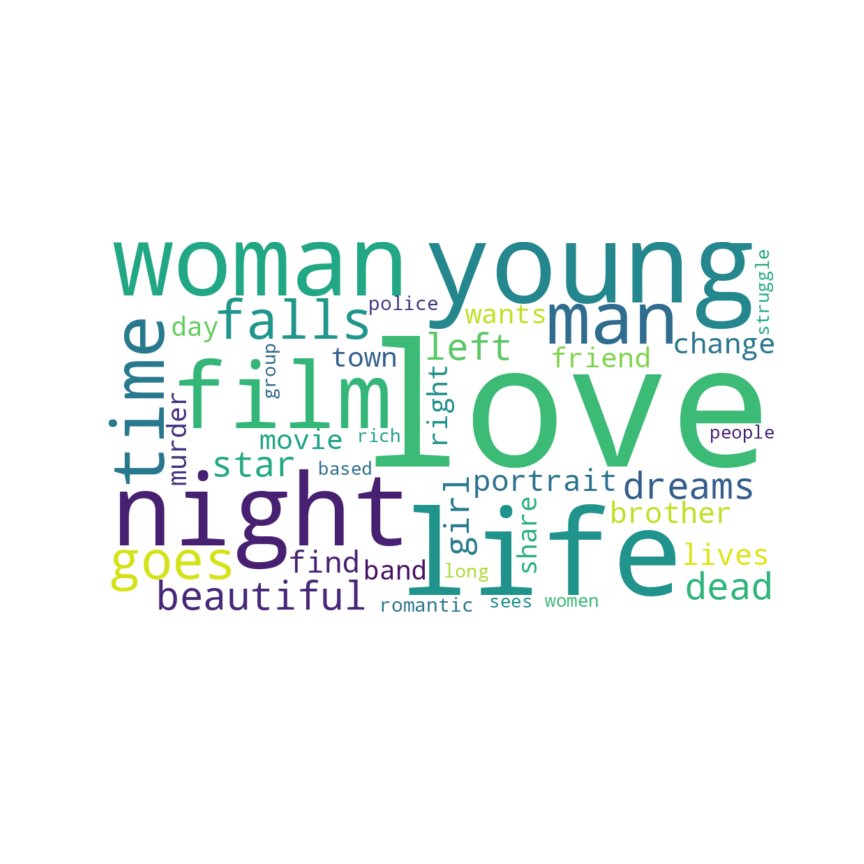 woman
young
struggle
police
wants
man
day
falls
time
town
left
friend
change
group
film
love
right
murder
movie
rich
people
star
based
night
life
girl
portrait
dreams
share
brother
goes
find
band
long
lives
dead
beautiful
romantic
sees
women